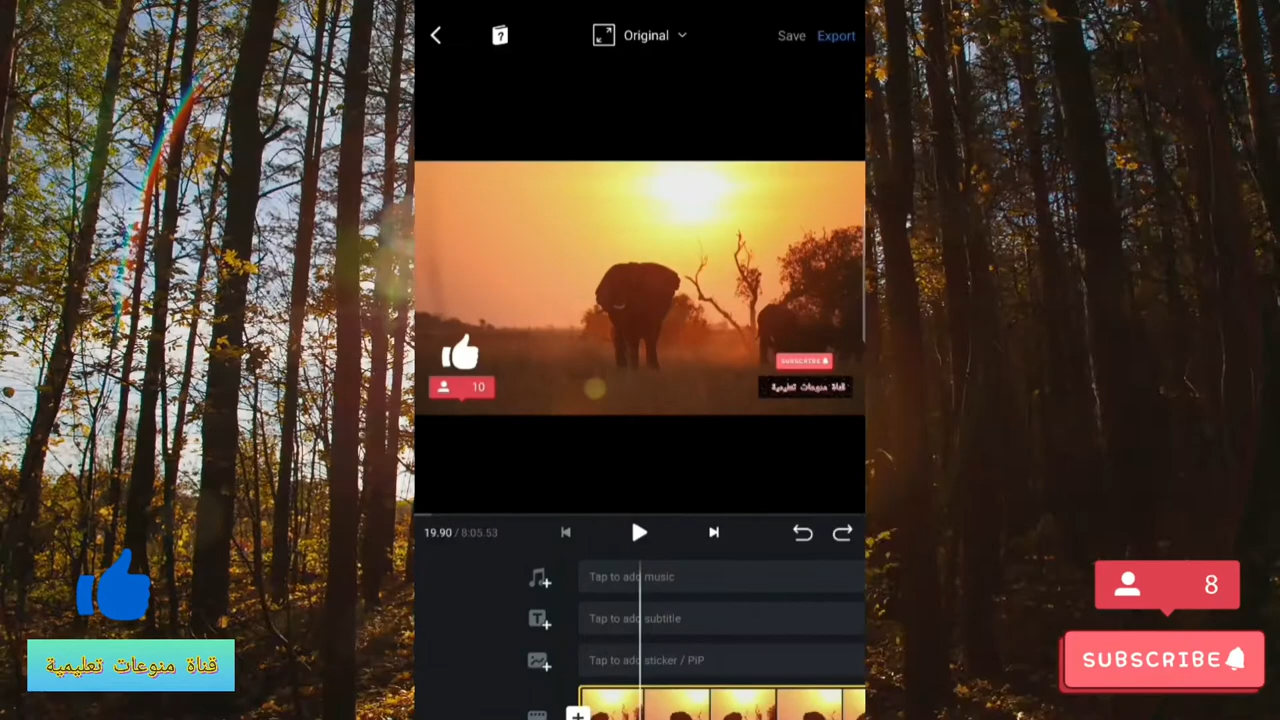 Original
Save Export
SUBSCRIBE
10
قناة منوعات تعليمية
19.90 / 8:05.53
Tap to add music
Tap to add subtitle
Tap to add sticker / PiP
8
SUBSCRIBE
قناة منوعات تعليمية